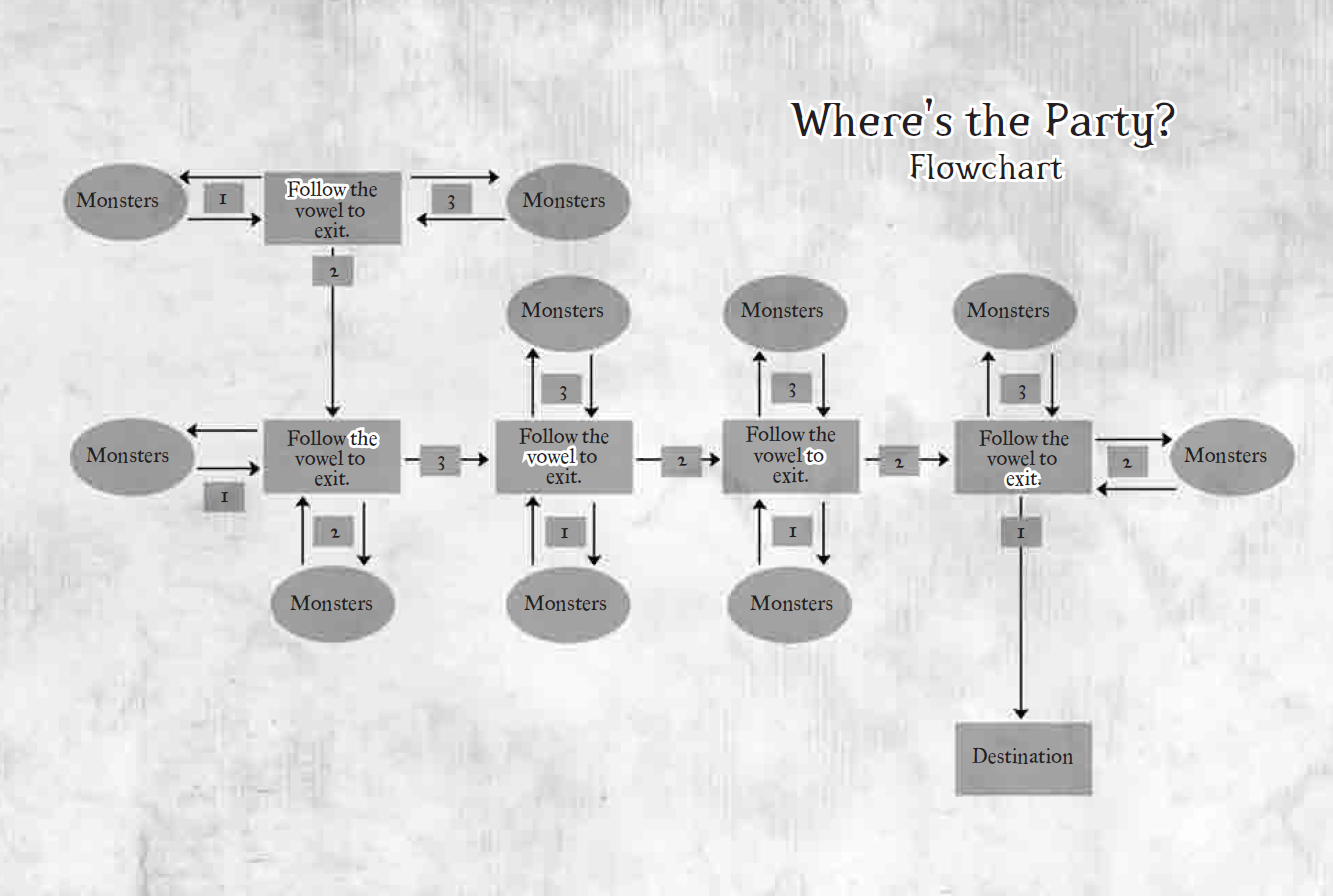 Where's the Party?
Flowchart
Monsters
1
Follow the
vowel to
exit.
3
Monsters
2
Monsters
Monsters
Monsters
3
3
3
Monsters
1
Follow the
vowel to
exit.
3
Follow the
vowel to
exit.
2
Follow the
vowel to
exit.
2
Follow the
vowel to
exit.
2
Monsters
2
1
1
1
Monsters
Monsters
Monsters
Destination